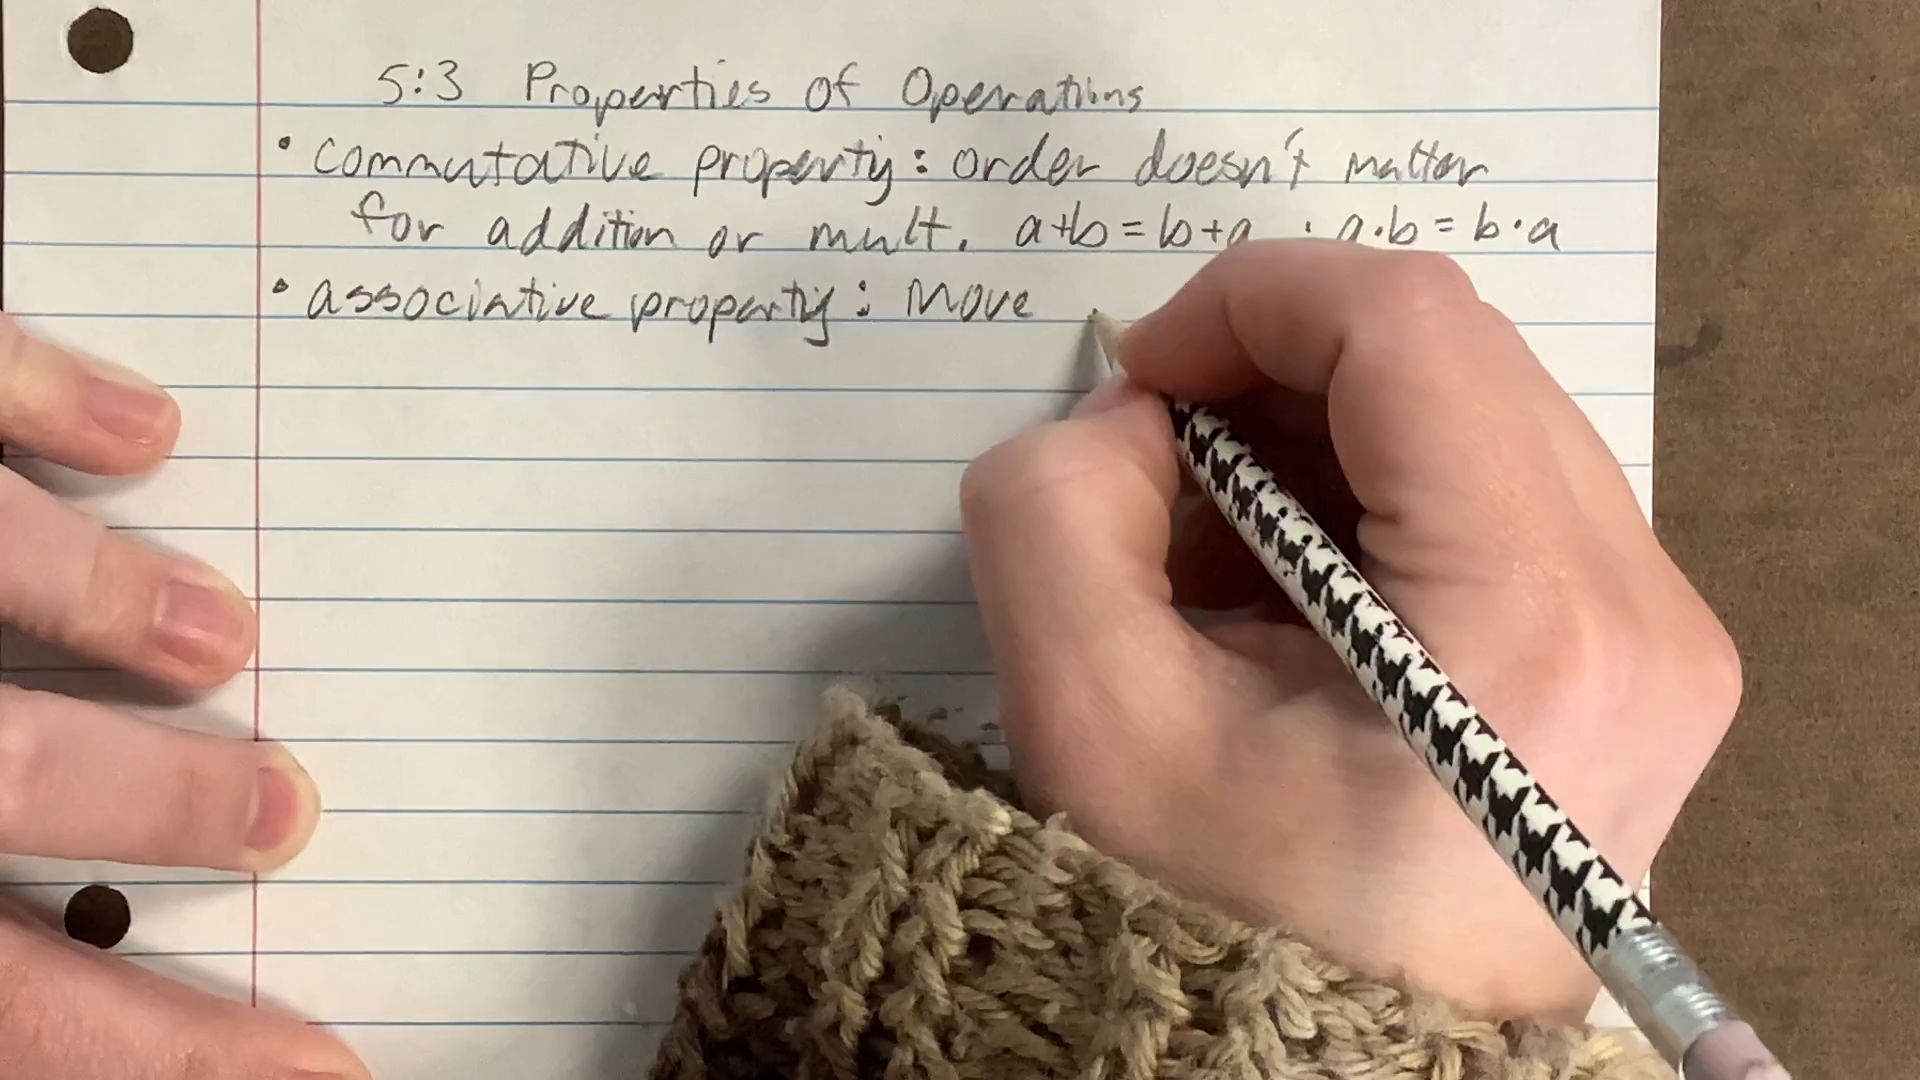 5:3 Properties of Operations
• commutative property: order doesn't matter
for addition or mult. a+b=b+a ; a·b=b·a
• associative property: Move